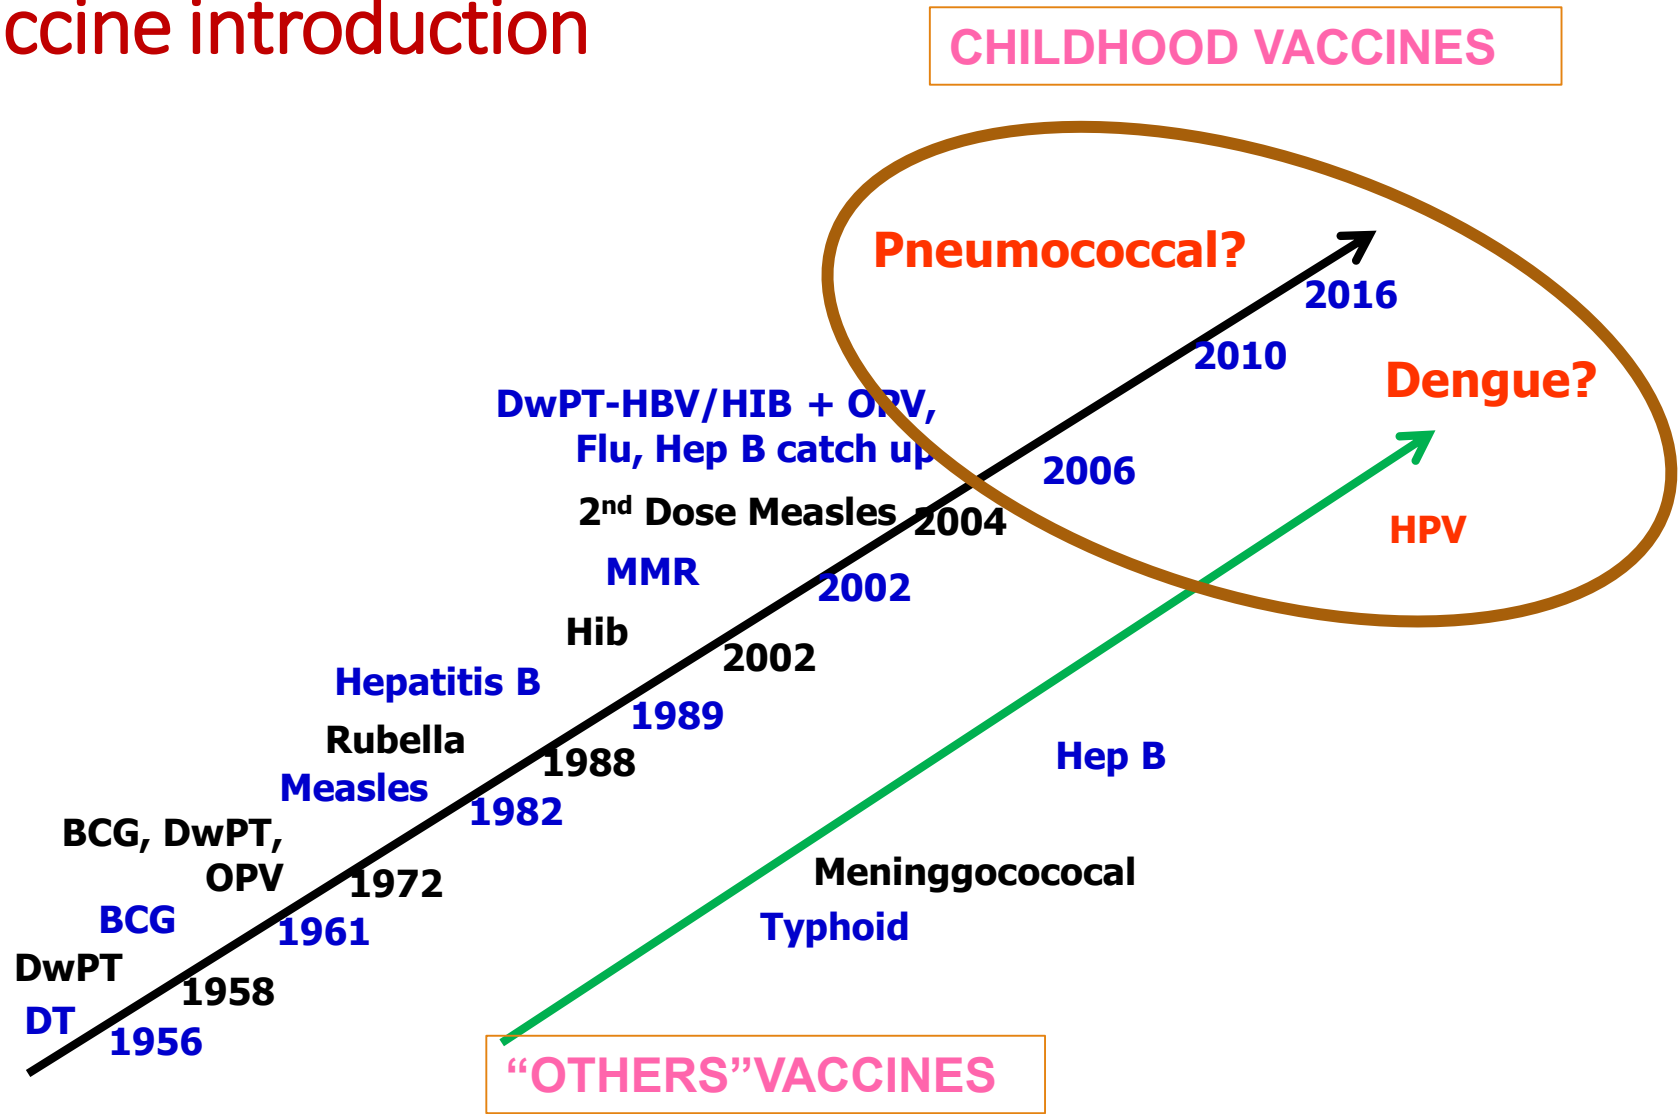 ccine introduction
CHILDHOOD VACCINES
Pneumococcal?
2016
2010
Dengue?
DwPT-HBV/HIB + OPV,
Flu, Hep B catch up
2006
2nd Dose Measles
2004
HPV
MMR
2002
Hib
2002
Hepatitis B
1989
Rubella
1988
Hep B
Measles
1982
BCG, DwPT,
OPV
1972
Meninggocococal
BCG
1961
Typhoid
DwPT
1958
DT
1956
“OTHERS”VACCINES